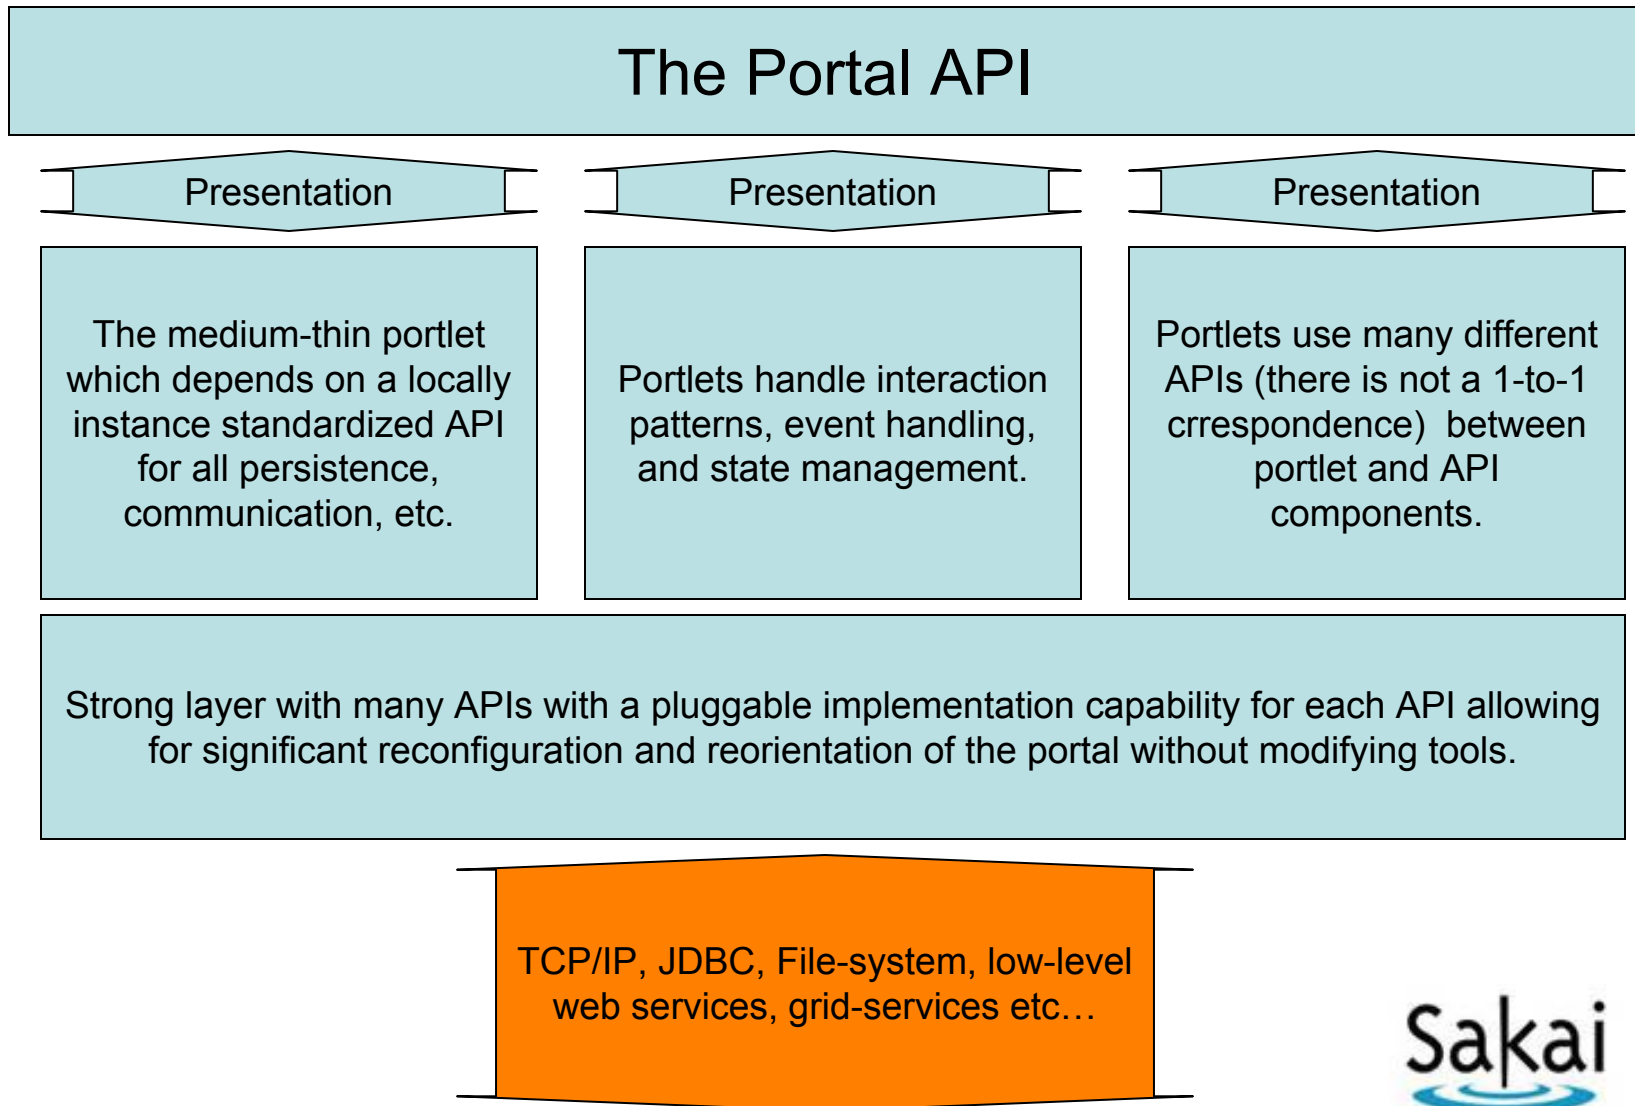 The Portal API
Presentation
Presentation
Presentation
The medium-thin portlet
which depends on a locally
instance standardized API
for all persistence,
communication, etc.
Portlets handle interaction
patterns, event handling,
and state management.
Portlets use many different
APIs (there is not a 1-to-1
crrespondence)  between
portlet and API
components.
Strong layer with many APIs with a pluggable implementation capability for each API allowing
for significant reconfiguration and reorientation of the portal without modifying tools.
TCP/IP, JDBC, File-system, low-level
web services, grid-services etc…
Sakai